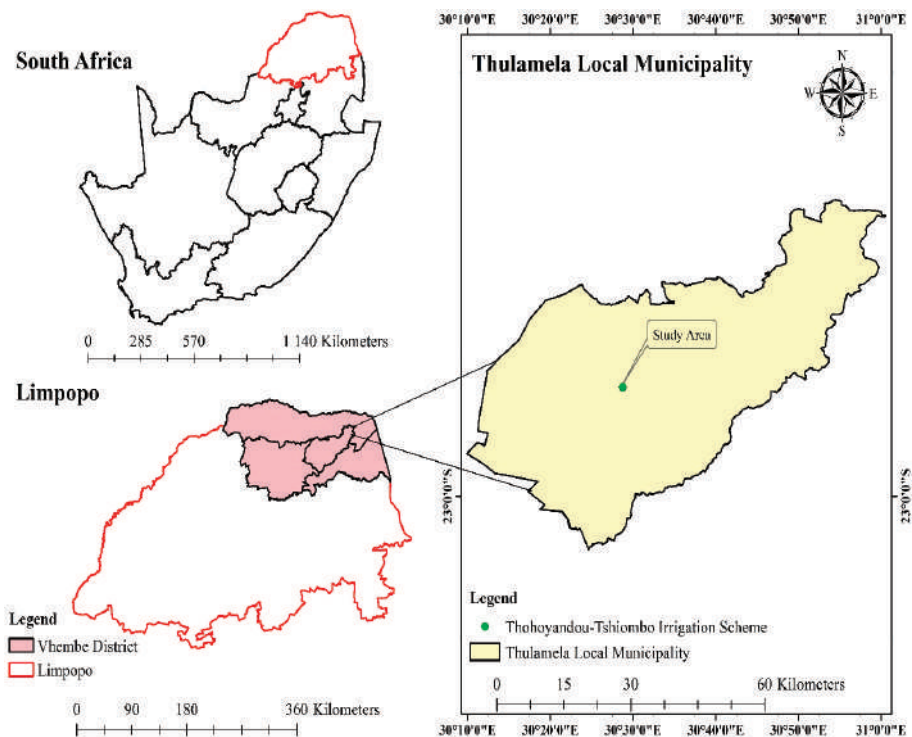 South Africa
0 285 570 1 140 Kilometers
Limpopo
Legend
Vhembe District
Limpopo
0 90 180 360 Kilometers
30°10'0"E 30°20'0"E 30°30'0"E 30°40'0"E 30°50'0"E 31°0'0"E
Thulamela Local Municipality
N
W E
S
Study Area
23°0'0"S
23°0'0"S
Legend
Thohoyandou-Tshiombo Irrigation Scheme
Thulamela Local Municipality
0 15 30 60 Kilometers
30°10'0"E 30°20'0"E 30°30'0"E 30°40'0"E 30°50'0"E 31°0'0"E